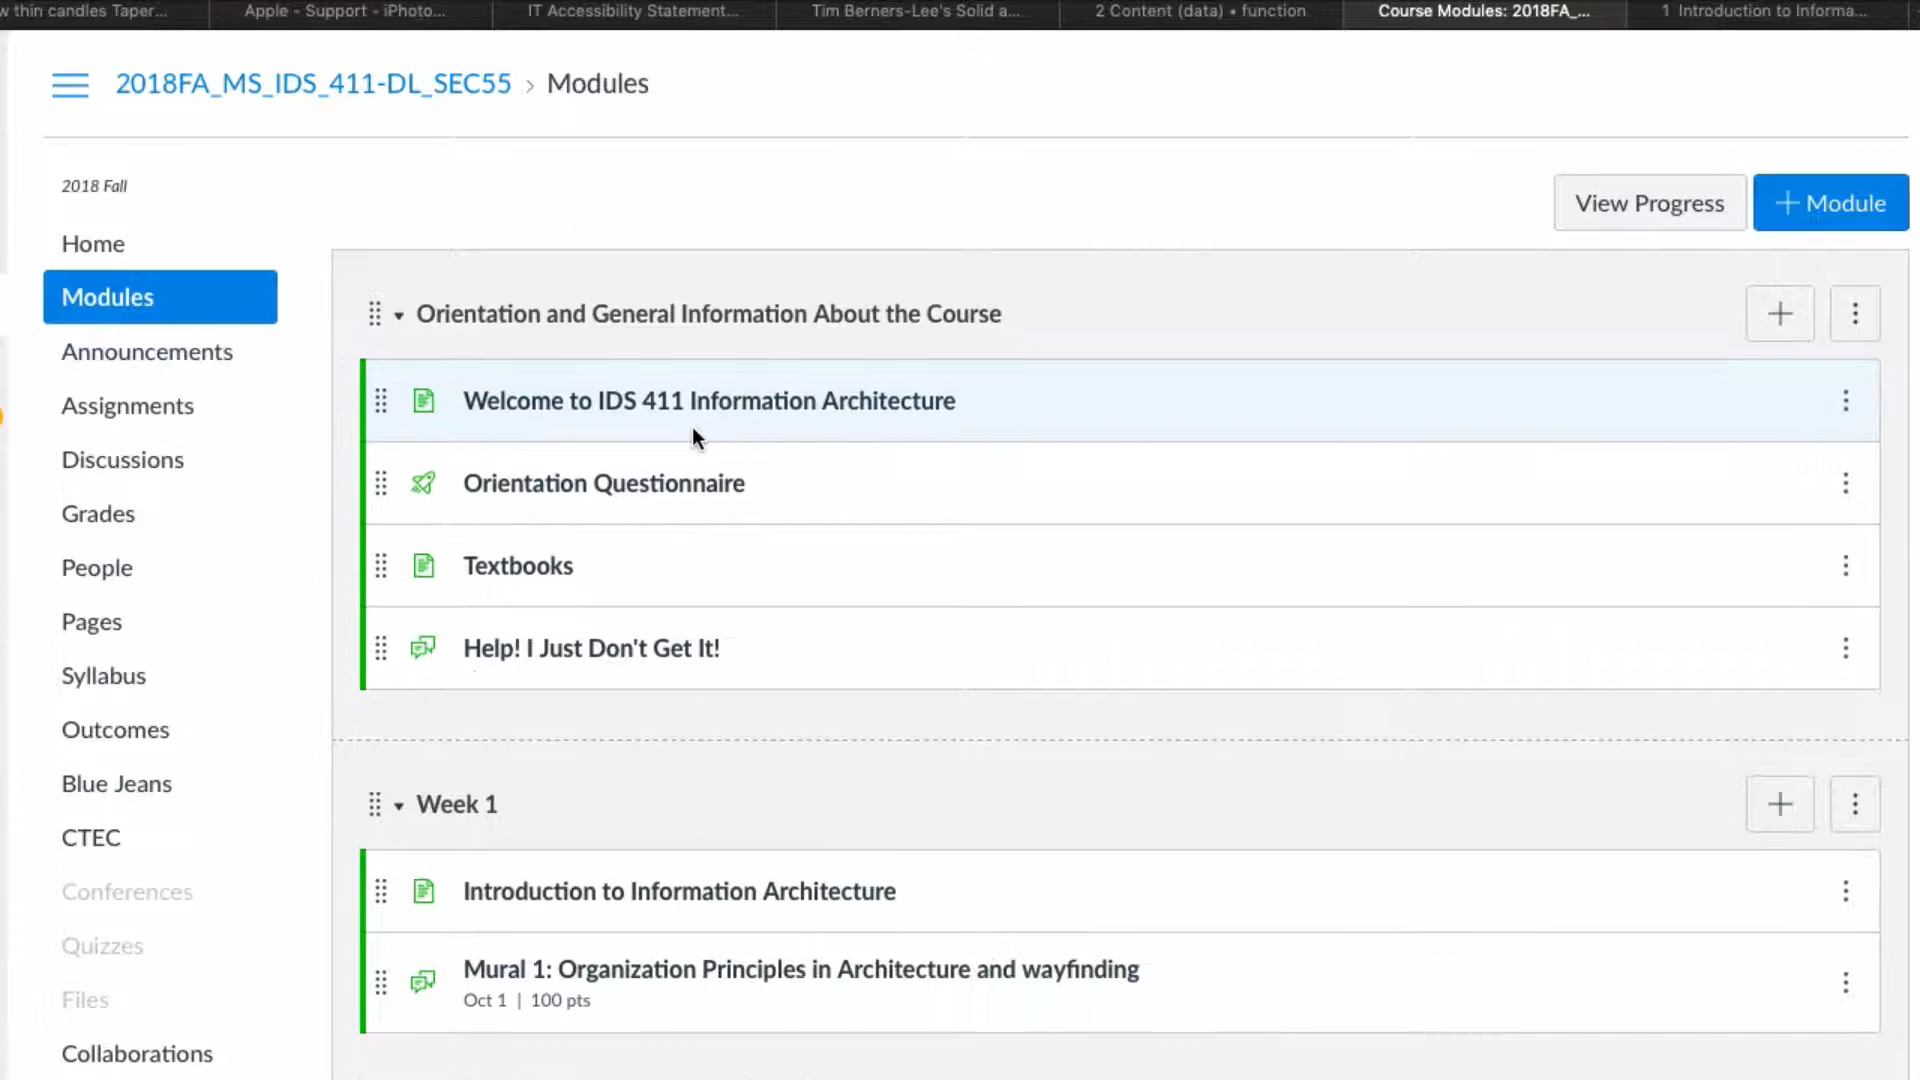 w thin candles Taper...
Apple - Support - iPhoto...
IT Accessibility Statement...
Tim Berners-Lee's Solid a...
2 Content (data) • function
Course Modules: 2018FA_...
1 Introduction to Informa...
2018FA_MS_IDS_411-DL_SEC55 › Modules
2018 Fall
View Progress
+ Module
Home
Modules
Announcements
Assignments
Discussions
Grades
People
Pages
Syllabus
Outcomes
Blue Jeans
CTEC
Conferences
Quizzes
Files
Collaborations
Orientation and General Information About the Course
Welcome to IDS 411 Information Architecture
Orientation Questionnaire
Textbooks
Help! I Just Don't Get It!
Week 1
Introduction to Information Architecture
Mural 1: Organization Principles in Architecture and wayfinding
Oct 1 | 100 pts